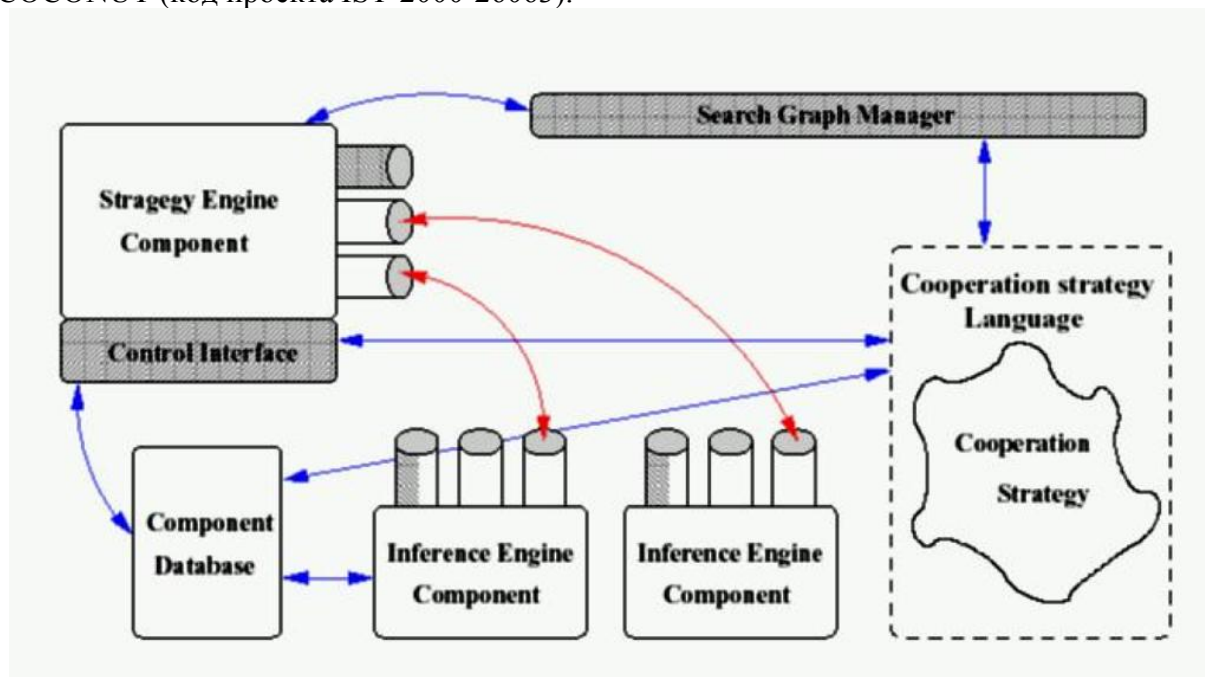 COCONUT (код проекта IST-2000-26063).
Search Graph Manager
Stragegy Engine
Component
Control Interface
Cooperation strategy
Language
Cooperation
Strategy
Component
Database
Inference Engine
Component
Inference Engine
Component